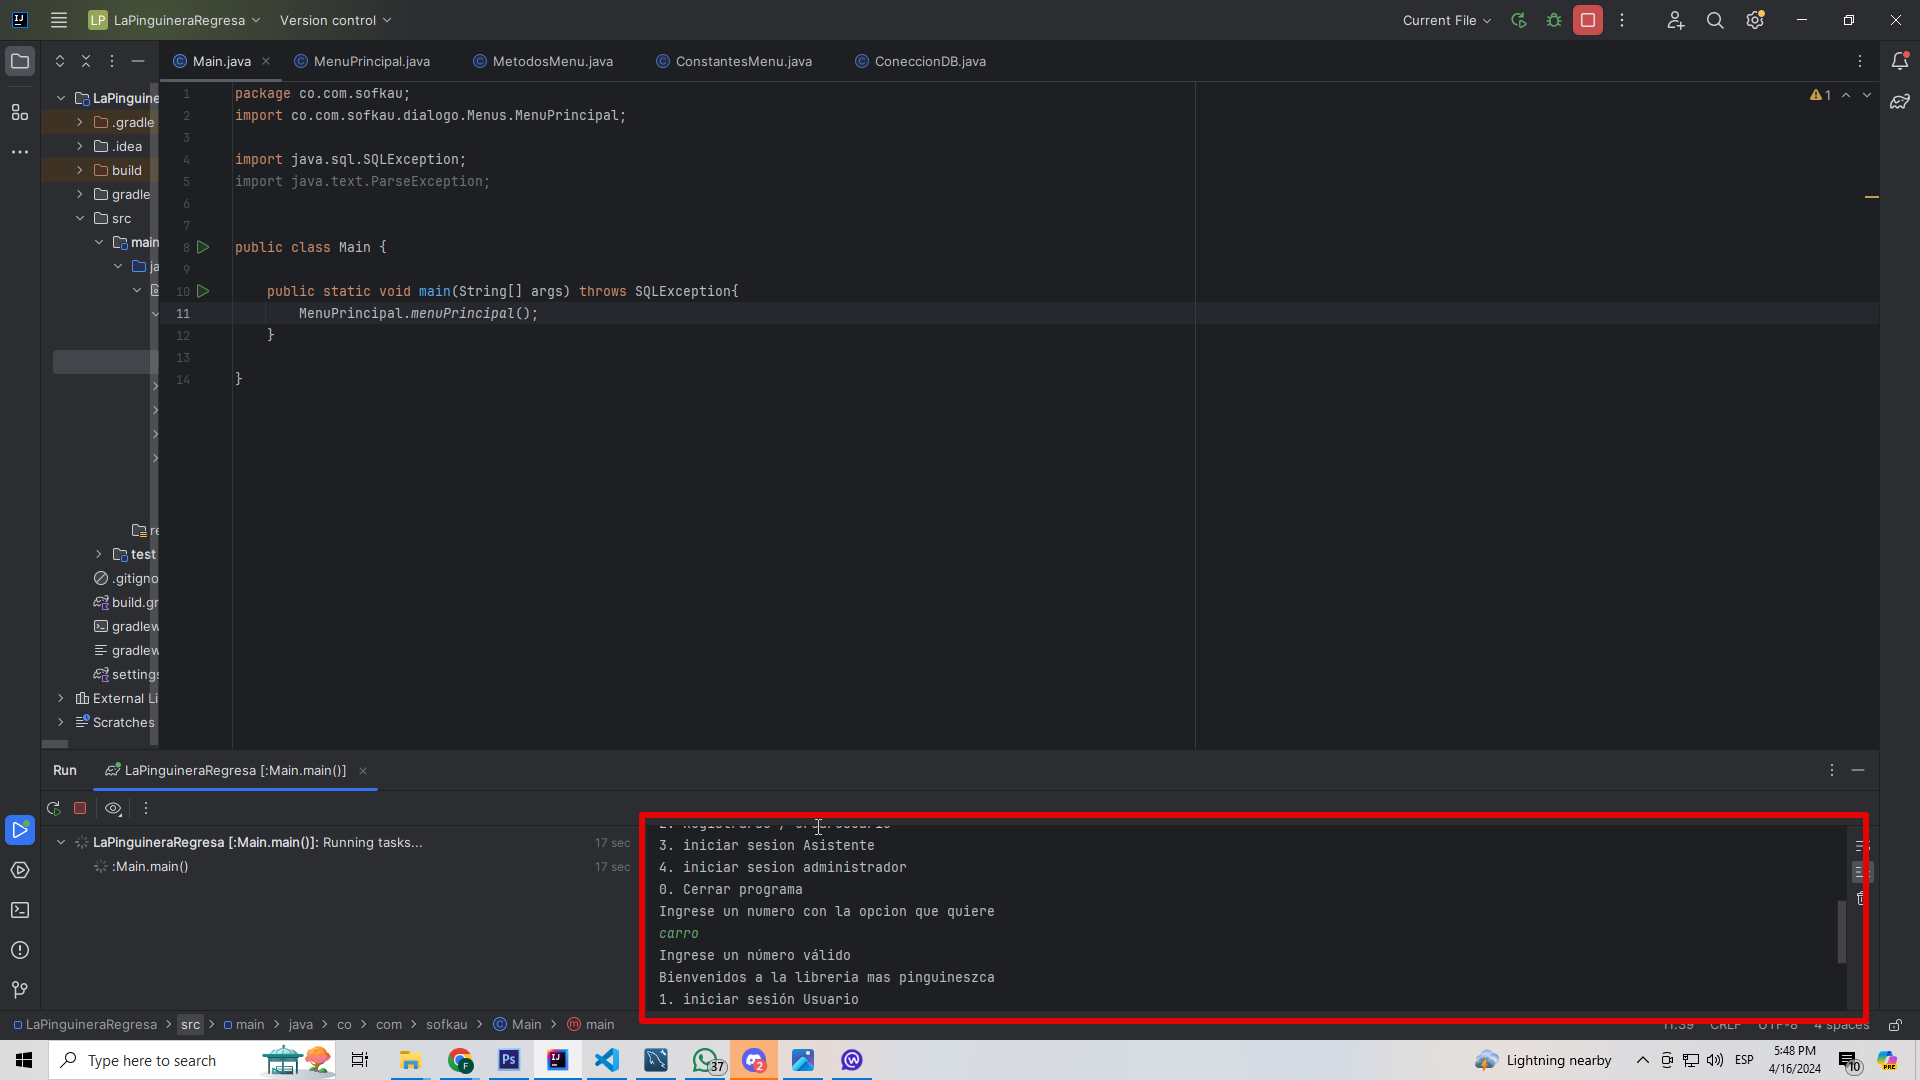 LP LaPinguineraRegresa Version control Current File
Main.java MenuPrincipal.java MetodosMenu.java ConstantesMenu.java ConeccionDB.java
LaPinguine
.gradle
.idea
build
gradle
src
main
ja
re
test
.gitigno
build.gr
gradlew
gradlew
settings
External Li
Scratches
1 package co.com.sofkau;
2 import co.com.sofkau.dialogo.Menus.MenuPrincipal;
3
4 import java.sql.SQLException;
5 import java.text.ParseException;
6
7
8 public class Main {
9
10 public static void main(String[] args) throws SQLException{
11 MenuPrincipal.menuPrincipal();
12 }
13
14 }
1
Run LaPinguineraRegresa [:Main.main()]
LaPinguineraRegresa [:Main.main()]: Running tasks... 17 sec
:Main.main() 17 sec
3. iniciar sesion Asistente
4. iniciar sesion administrador
0. Cerrar programa
Ingrese un numero con la opcion que quiere
carro
Ingrese un número válido
Bienvenidos a la libreria mas pinguineszca
1. iniciar sesión Usuario
LaPinguineraRegresa src main java co com sofkau Main main 11:39 CRLF UTF-8 4 spaces
Type here to search Ps 37 2 Lightning nearby ESP 5:48 PM 10
4/16/2024